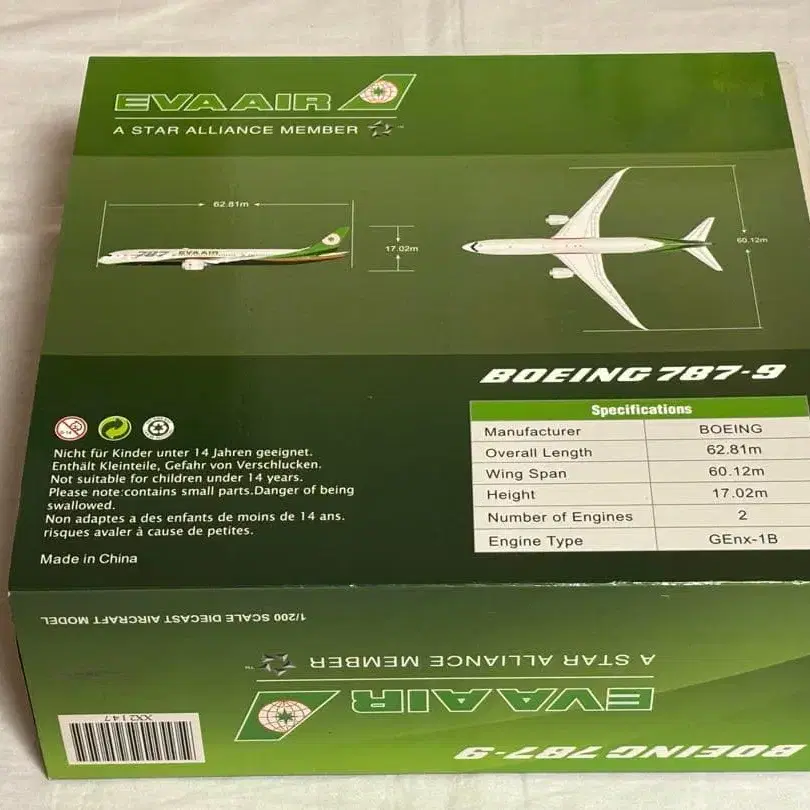 EVA AIR
A STAR ALLIANCE MEMBER
62.81m
787 EVA AIR
17.02m
60.12m
BOEING 787-9
Specifications
Manufacturer BOEING
Overall Length 62.81m
Wing Span 60.12m
Height 17.02m
Number of Engines 2
Engine Type GEnx-1B
0-14
Nicht für Kinder unter 14 Jahren geeignet.
Enthält Kleinteile, Gefahr von Verschlucken.
Not suitable for children under 14 years.
Please note:contains small parts.Danger of being
swallowed.
Non adaptes a des enfants de moins de 14 ans.
risques avaler à cause de petites.
Made in China
1/200 SCALE DIECAST AIRCRAFT MODEL
A STAR ALLIANCE MEMBER
EVA AIR
BOEING 787-9
XX2147